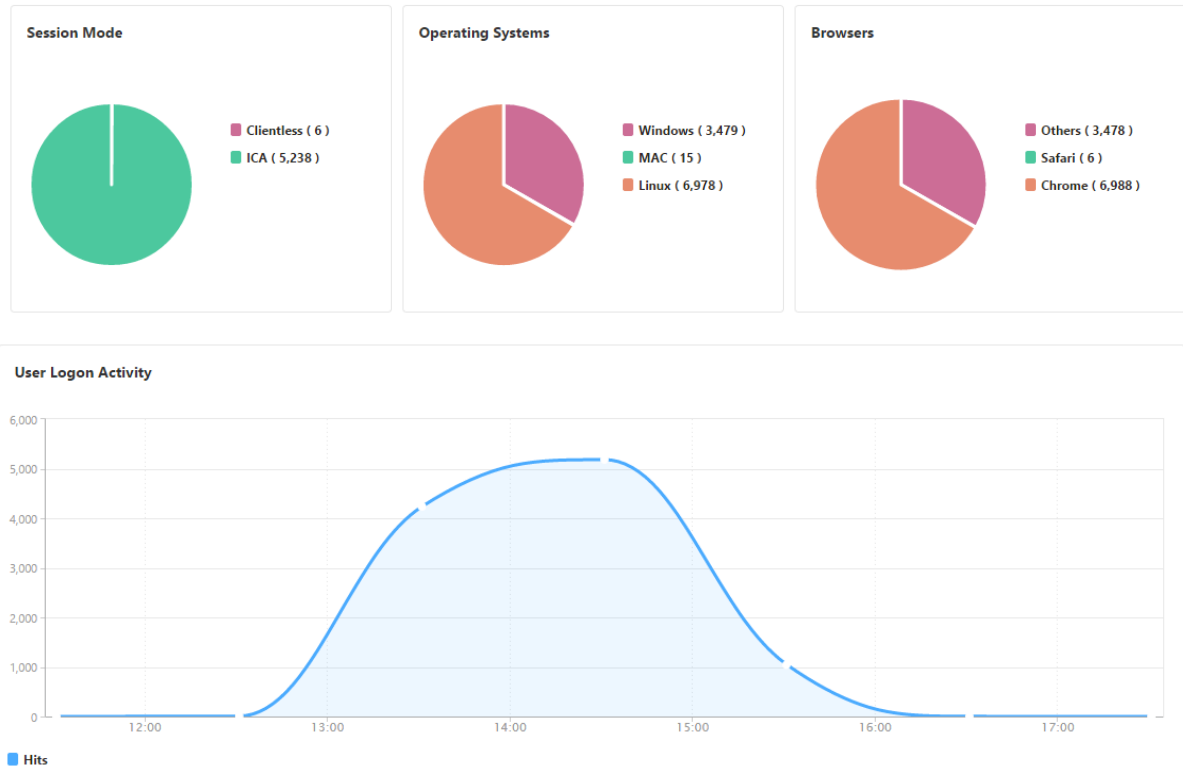 Session Mode
Clientless ( 6 )
ICA ( 5,238 )
Operating Systems
Windows ( 3,479 )
MAC ( 15 )
Linux ( 6,978 )
Browsers
Others ( 3,478 )
Safari ( 6 )
Chrome ( 6,988 )
User Logon Activity
6,000
5,000
4,000
3,000
2,000
1,000
0
12:00 13:00 14:00 15:00 16:00 17:00
Hits